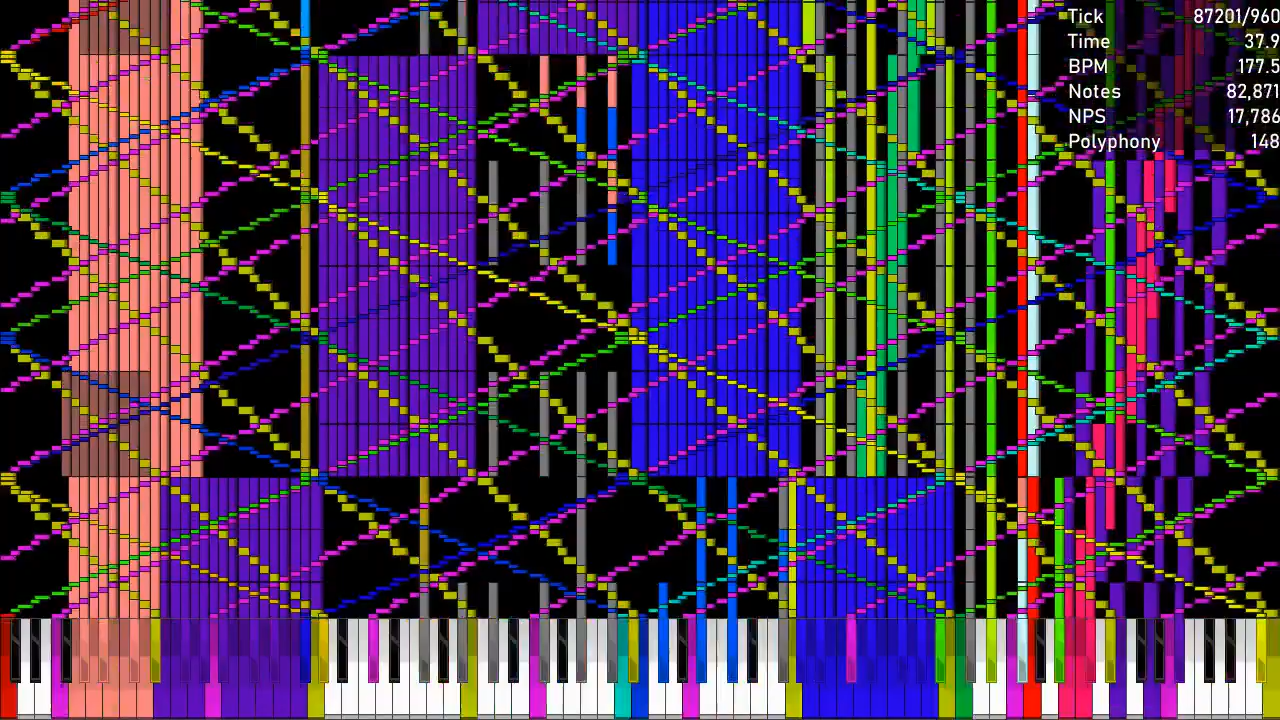 Tick 87201/960
Time 37.9
BPM 177.5
Notes 82,871
NPS 17,786
Polyphony 148